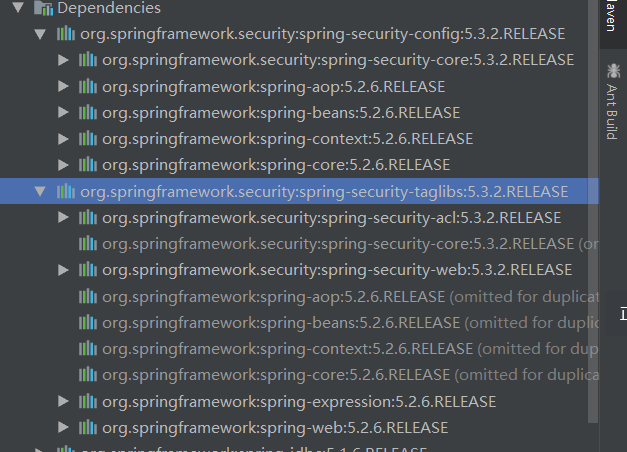 Dependencies
org.springframework.security:spring-security-config:5.3.2.RELEASE
org.springframework.security:spring-security-core:5.3.2.RELEASE
org.springframework:spring-aop:5.2.6.RELEASE
org.springframework:spring-beans:5.2.6.RELEASE
org.springframework:spring-context:5.2.6.RELEASE
org.springframework:spring-core:5.2.6.RELEASE
org.springframework.security:spring-security-taglibs:5.3.2.RELEASE
org.springframework.security:spring-security-acl:5.3.2.RELEASE
org.springframework.security:spring-security-core:5.3.2.RELEASE (or
org.springframework.security:spring-security-web:5.3.2.RELEASE
org.springframework:spring-aop:5.2.6.RELEASE (omitted for duplicat
org.springframework:spring-beans:5.2.6.RELEASE (omitted for duplic
org.springframework:spring-context:5.2.6.RELEASE (omitted for dupl
org.springframework:spring-core:5.2.6.RELEASE (omitted for duplica
org.springframework:spring-expression:5.2.6.RELEASE
org.springframework:spring-web:5.2.6.RELEASE
Maven
Ant Build